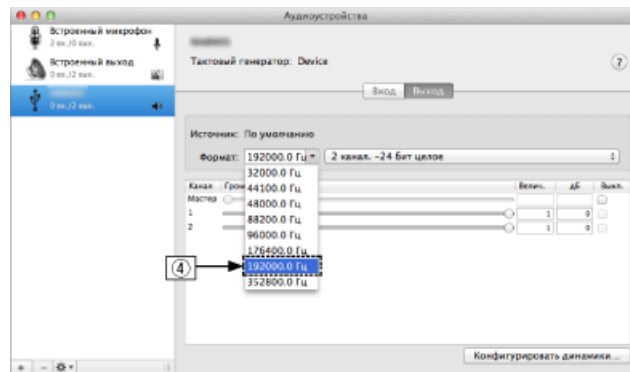 Аудиоустройства
Встроенный микрофон
2 вх./0 вых.
Встроенный выход
0 вх./2 вых.
0 вх./2 вых.
Тактовый генератор: Device
?
Вход Выход
Источник: По умолчанию
Формат: 192000.0 Гц 2 канал. -24 бит целое
32000.0 Гц
44100.0 Гц
48000.0 Гц
88200.0 Гц
96000.0 Гц
176400.0 Гц
192000.0 Гц
352800.0 Гц
Канал Велич. дБ Выкл.
Мастер
1 1 0
2 1 0
4
Конфигурировать динамики...